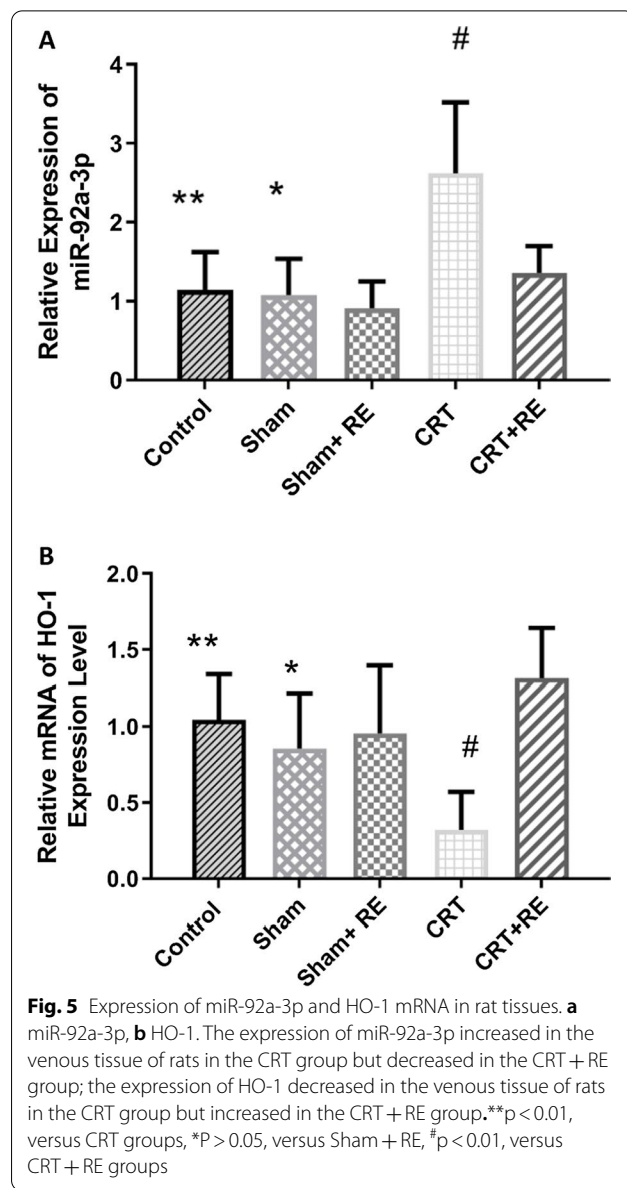 A
#
Relative Expression of
miR-92a-3p
4
3
2
1
0
**
*
Control
Sham
Sham+ RE
CRT
CRT+RE
B
Relative mRNA of HO-1
Expression Level
2.0
1.5
1.0
0.5
0.0
**
*
#
Control
Sham
Sham+ RE
CRT
CRT+RE
Fig. 5 Expression of miR-92a-3p and HO-1 mRNA in rat tissues. a
miR-92a-3p, b HO-1. The expression of miR-92a-3p increased in the
venous tissue of rats in the CRT group but decreased in the CRT + RE
group; the expression of HO-1 decreased in the venous tissue of rats
in the CRT group but increased in the CRT + RE group.**p < 0.01,
versus CRT groups, *P > 0.05, versus Sham + RE, #p < 0.01, versus
CRT + RE groups